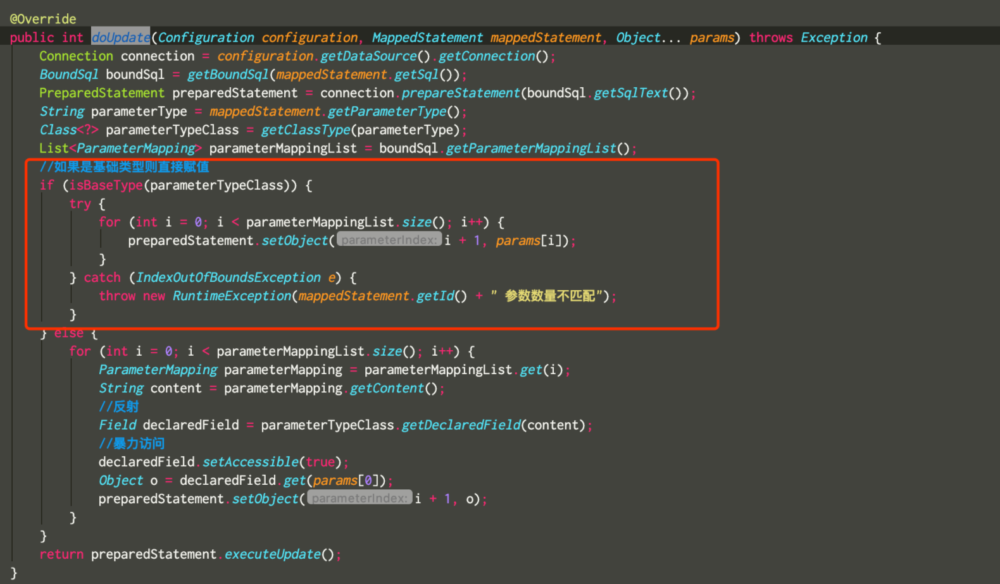 @Override
public int doUpdate(Configuration configuration, MappedStatement mappedStatement, Object... params) throws Exception {
    Connection connection = configuration.getDataSource().getConnection();
    BoundSql boundSql = getBoundSql(mappedStatement.getSql());
    PreparedStatement preparedStatement = connection.prepareStatement(boundSql.getSqlText());
    String parameterType = mappedStatement.getParameterType();
    Class<?> parameterTypeClass = getClassType(parameterType);
    List<ParameterMapping> parameterMappingList = boundSql.getParameterMappingList();
    //如果是基础类型则直接赋值
    if (isBaseType(parameterTypeClass)) {
        try {
            for (int i = 0; i < parameterMappingList.size(); i++) {
                preparedStatement.setObject( parameterIndex: i + 1, params[i]);
            }
        } catch (IndexOutOfBoundsException e) {
            throw new RuntimeException(mappedStatement.getId() + " 参数数量不匹配");
        }
    } else {
        for (int i = 0; i < parameterMappingList.size(); i++) {
            ParameterMapping parameterMapping = parameterMappingList.get(i);
            String content = parameterMapping.getContent();
            //反射
            Field declaredField = parameterTypeClass.getDeclaredField(content);
            //暴力访问
            declaredField.setAccessible(true);
            Object o = declaredField.get(params[0]);
            preparedStatement.setObject( parameterIndex: i + 1, o);
        }
    }
    return preparedStatement.executeUpdate();
}